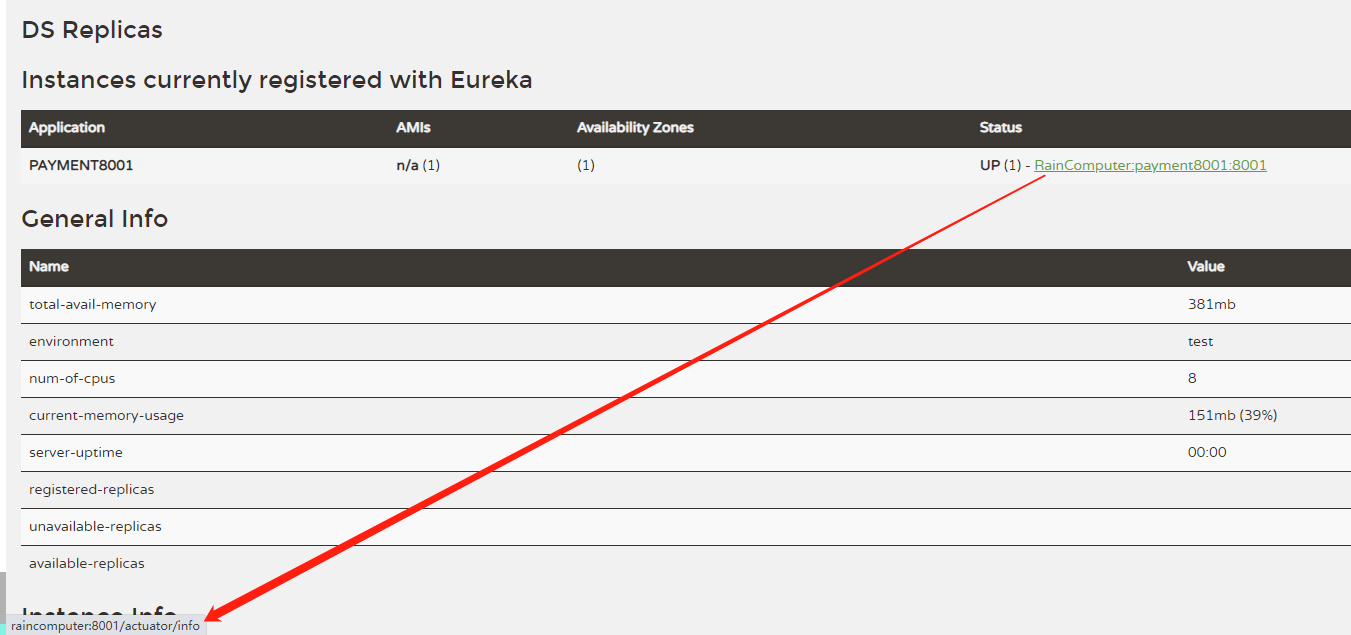 DS Replicas
Instances currently registered with Eureka
Application AMIs Availability Zones Status
PAYMENT8001 n/a (1) (1) UP (1) - RainComputer:payment8001:8001
General Info
Name Value
total-avail-memory 381mb
environment test
num-of-cpus 8
current-memory-usage 151mb (39%)
server-uptime 00:00
registered-replicas
unavailable-replicas
available-replicas
Instance Info
raincomputer:8001/actuator/info